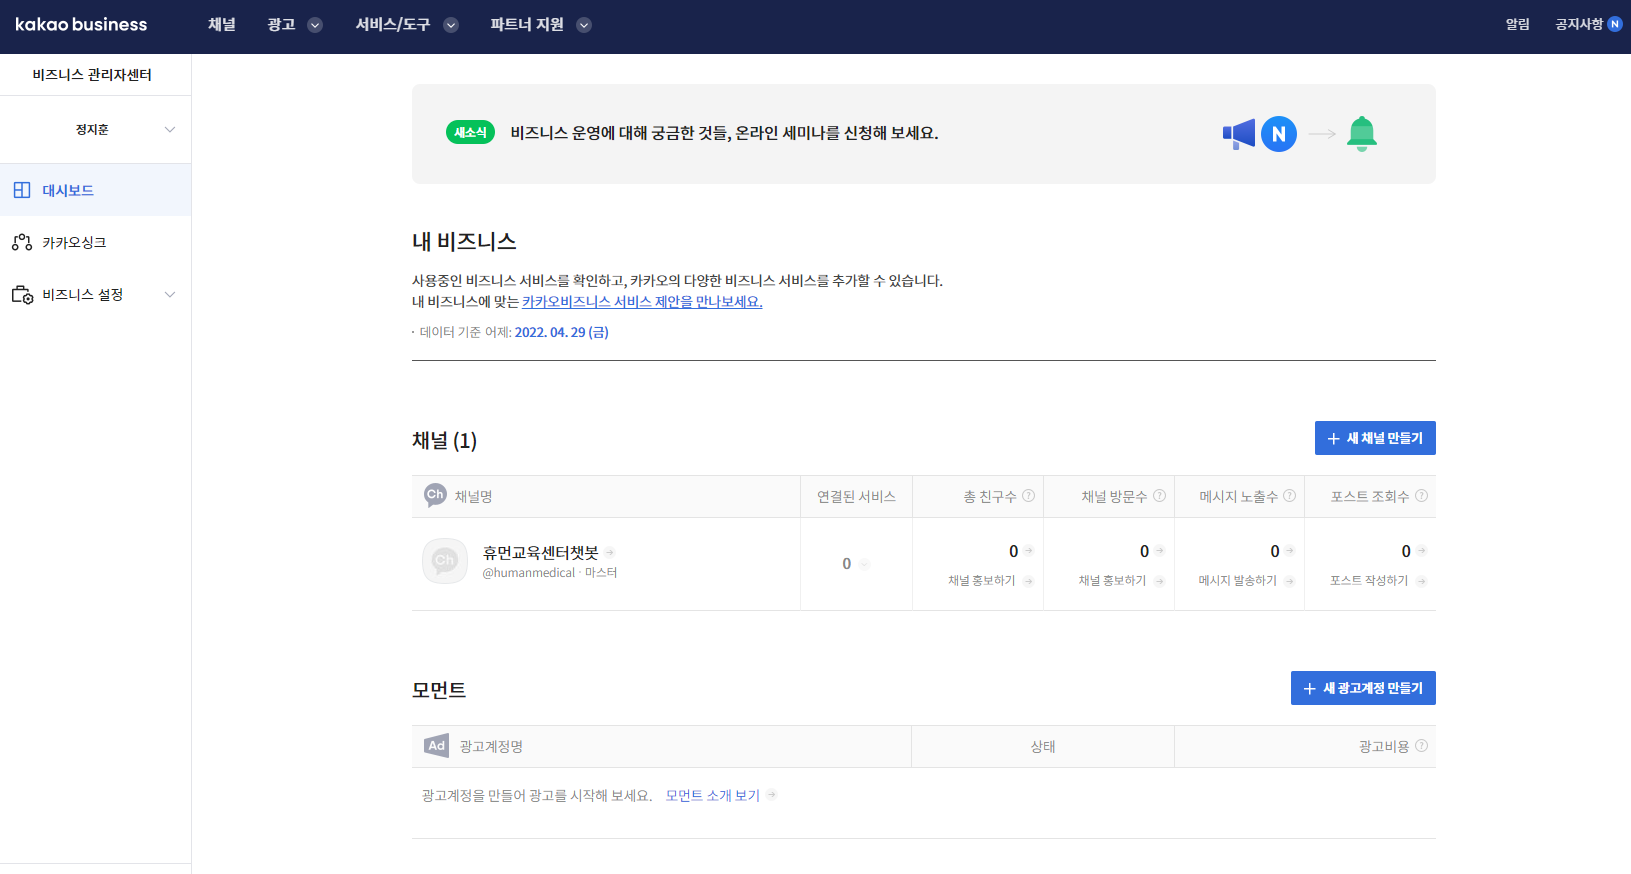 kakao business 채널 광고 서비스/도구 파트너 지원 알림 공지사항 N
비즈니스 관리자센터
정지훈
대시보드
카카오싱크
비즈니스 설정
새소식 비즈니스 운영에 대해 궁금한 것들, 온라인 세미나를 신청해 보세요. N
내 비즈니스
사용중인 비즈니스 서비스를 확인하고, 카카오의 다양한 비즈니스 서비스를 추가할 수 있습니다.
내 비즈니스에 맞는 카카오비즈니스 서비스 제안을 만나보세요.
· 데이터 기준 어제: 2022. 04. 29 (금)
채널 (1) + 새 채널 만들기
Ch 채널명 연결된 서비스 총 친구수 ? 채널 방문수 ? 메시지 노출수 ? 포스트 조회수 ?
Ch 휴먼교육센터챗봇 0 0 0 0 0
@humanmedical · 마스터 채널 홍보하기 채널 홍보하기 메시지 발송하기 포스트 작성하기
모먼트 + 새 광고계정 만들기
Ad 광고계정명 상태 광고비용 ?
광고계정을 만들어 광고를 시작해 보세요. 모먼트 소개 보기